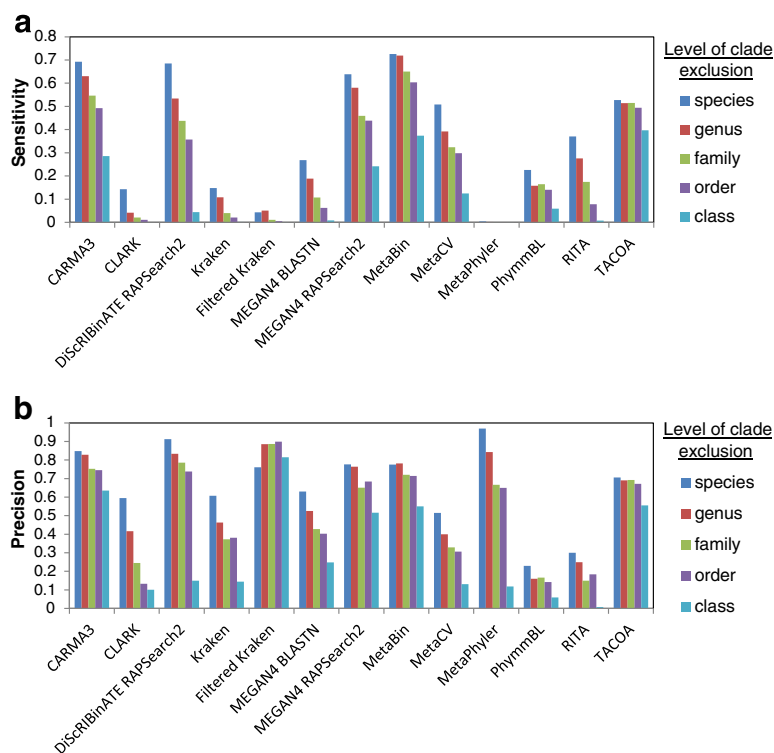 a
0.8
0.7
0.6
0.5
0.4
0.3
0.2
0.1
0
Sensitivity
CARMA3
CLARK
DiScRIBinATE RAPSearch2
Kraken
Filtered Kraken
MEGAN4 BLASTN
MEGAN4 RAPSearch2
MetaBin
MetaCV
MetaPhyler
PhymmBL
RITA
TACOA
Level of clade
exclusion
species
genus
family
order
class
b
1
0.9
0.8
0.7
0.6
0.5
0.4
0.3
0.2
0.1
0
Precision
CARMA3
CLARK
DiScRIBinATE RAPSearch2
Kraken
Filtered Kraken
MEGAN4 BLASTN
MEGAN4 RAPSearch2
MetaBin
MetaCV
MetaPhyler
PhymmBL
RITA
TACOA
Level of clade
exclusion
species
genus
family
order
class